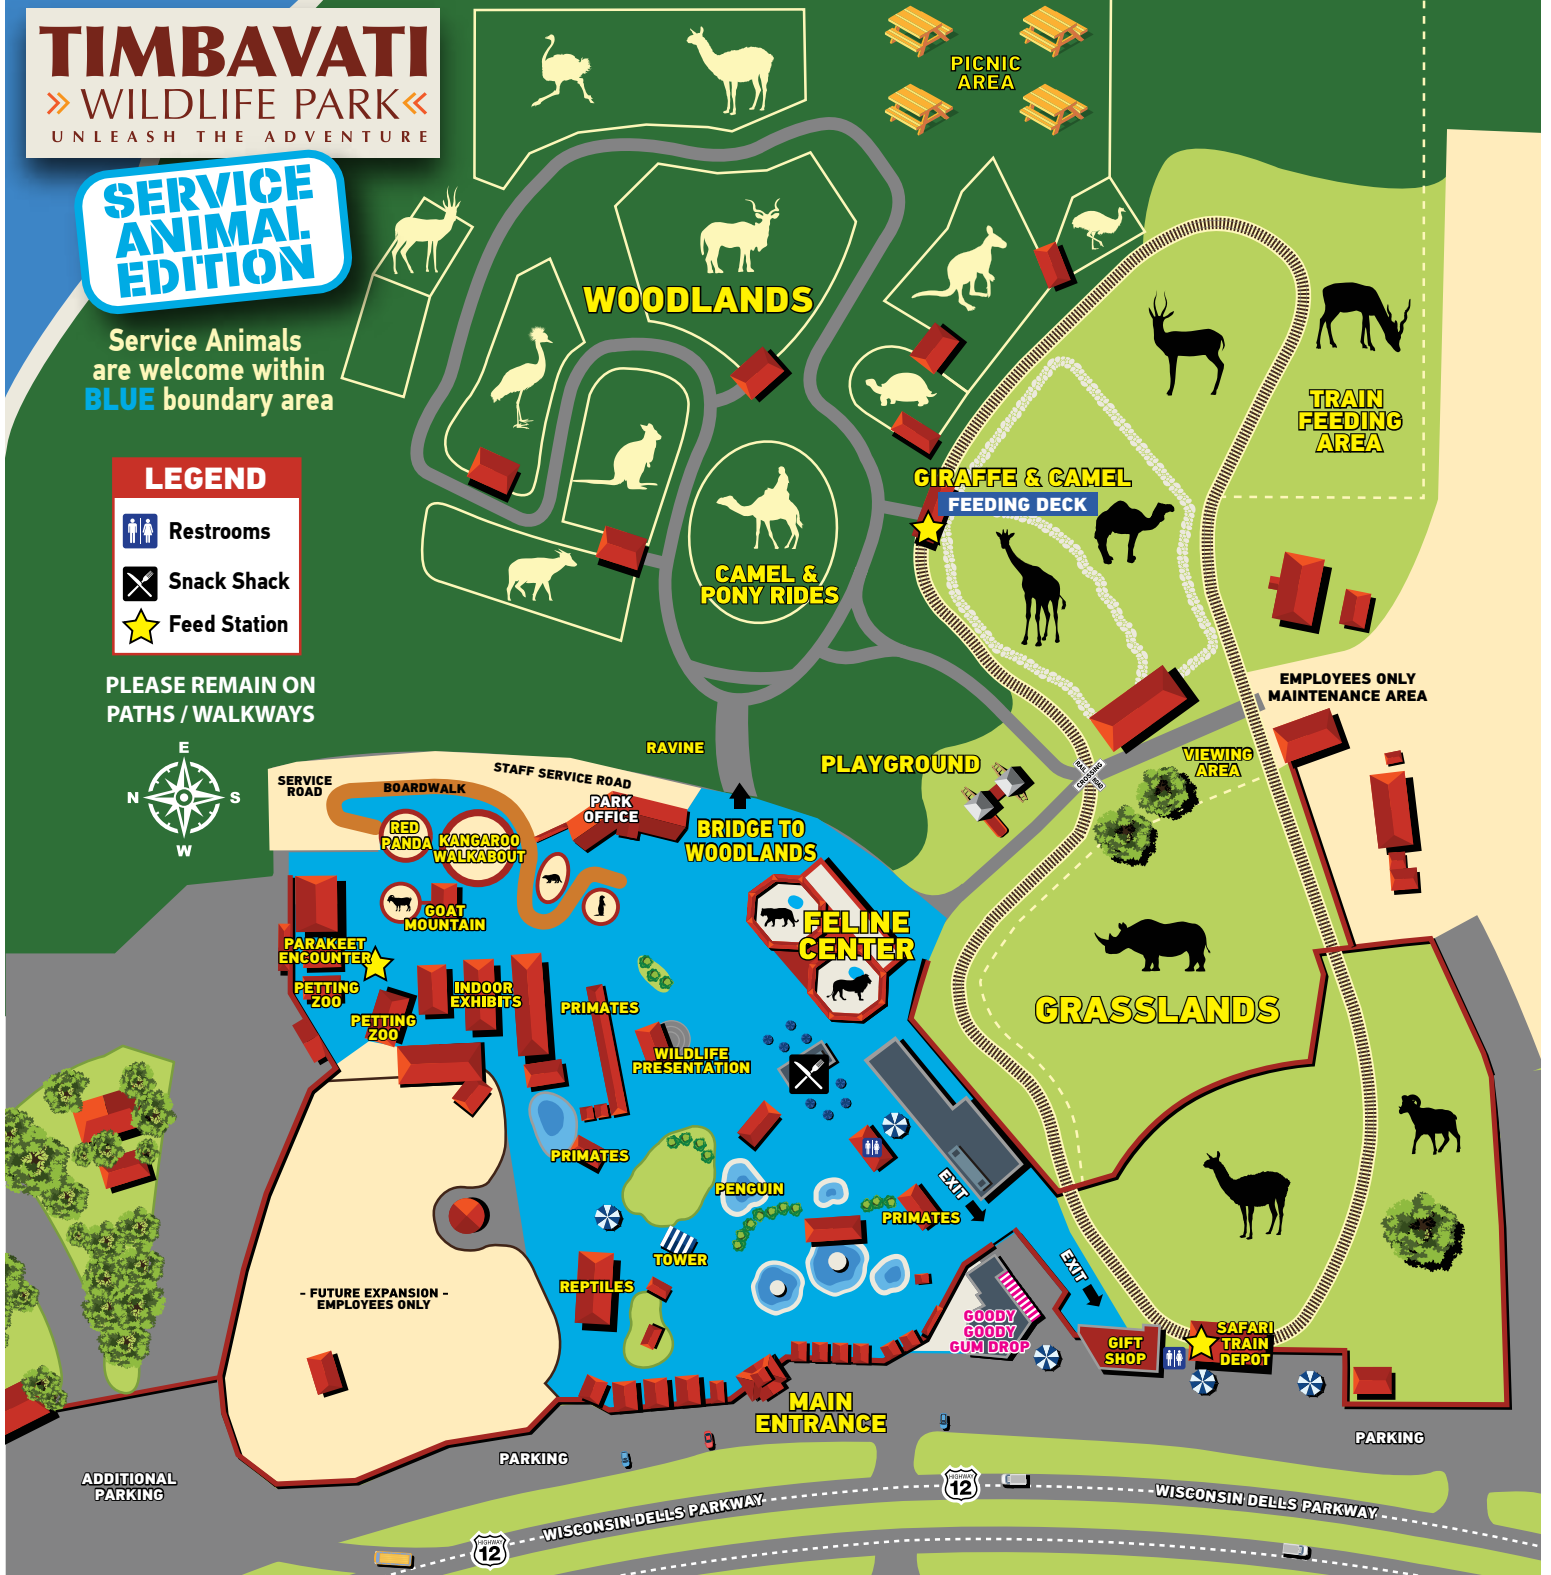 TIMBAVATI
» WILDLIFE PARK «
UNLEASH THE ADVENTURE
SERVICE
ANIMAL
EDITION
Service Animals
are welcome within
BLUE boundary area
LEGEND
Restrooms
Snack Shack
Feed Station
PLEASE REMAIN ON
PATHS / WALKWAYS
E
N
S
W
PICNIC
AREA
WOODLANDS
TRAIN
FEEDING
AREA
GIRAFFE & CAMEL
FEEDING DECK
CAMEL &
PONY RIDES
EMPLOYEES ONLY
MAINTENANCE AREA
RAVINE
PLAYGROUND
VIEWING
AREA
RAIL ROAD
CROSSING
SERVICE
ROAD
BOARDWALK
STAFF SERVICE ROAD
PARK
OFFICE
RED
PANDA
KANGAROO
WALKABOUT
BRIDGE TO
WOODLANDS
GOAT
MOUNTAIN
FELINE
CENTER
PARAKEET
ENCOUNTER
PETTING
ZOO
PETTING
ZOO
INDOOR
EXHIBITS
PRIMATES
WILDLIFE
PRESENTATION
GRASSLANDS
PRIMATES
PENGUIN
EXIT
PRIMATES
TOWER
REPTILES
EXIT
- FUTURE EXPANSION -
EMPLOYEES ONLY
GOODY
GOODY
GUM DROP
GIFT
SHOP
SAFARI
TRAIN
DEPOT
MAIN
ENTRANCE
PARKING
PARKING
ADDITIONAL
PARKING
WISCONSIN DELLS PARKWAY
HIGHWAY
12
WISCONSIN DELLS PARKWAY
HIGHWAY
12